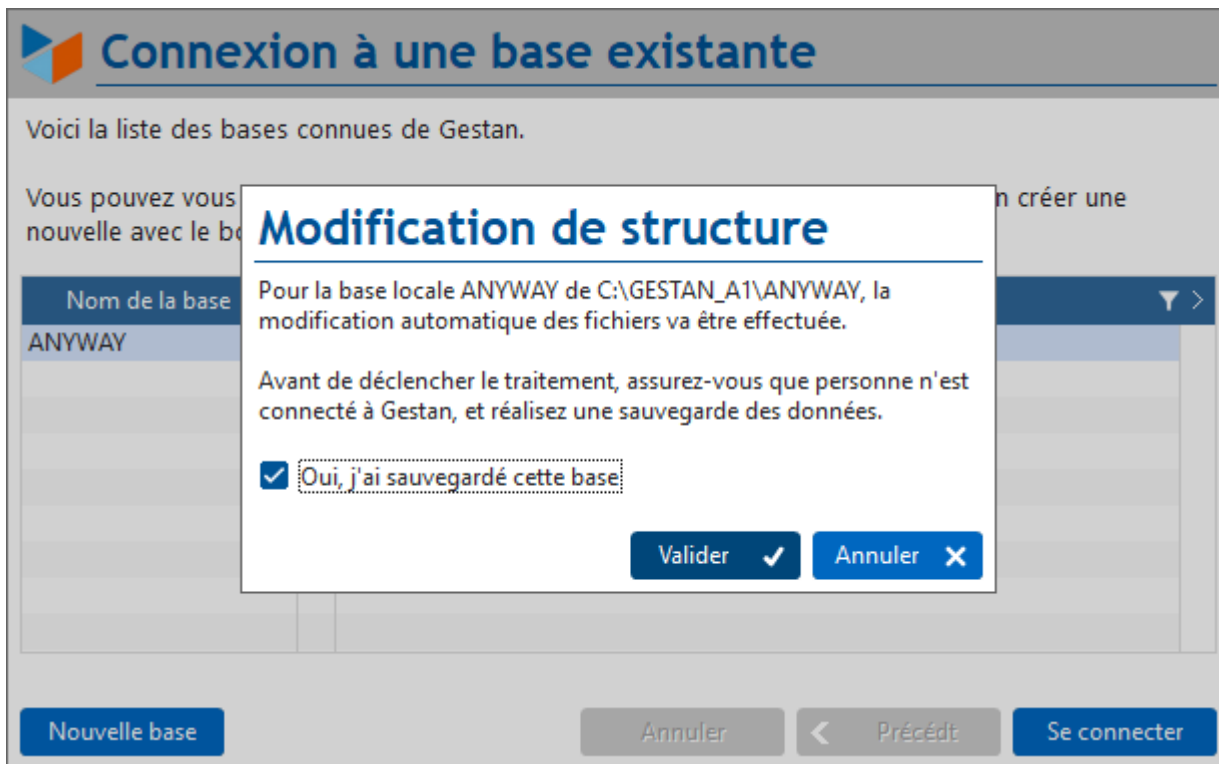 Connexion à une base existante
Voici la liste des bases connues de Gestan.
Vous pouvez vous
n créer une
nouvelle avec le
Modification de structure
Pour la base locale ANYWAY de C:\GESTAN_A1\ANYWAY, la
modification automatique des fichiers va être effectuée.
Avant de déclencher le traitement, assurez-vous que personne n'est
connecté à Gestan, et réalisez une sauvegarde des données.
Oui, j'ai sauvegardé cette base
Valider
Annuler
Nom de la base
ANYWAY
Nouvelle base
Annuler
Précédt
Se connecter